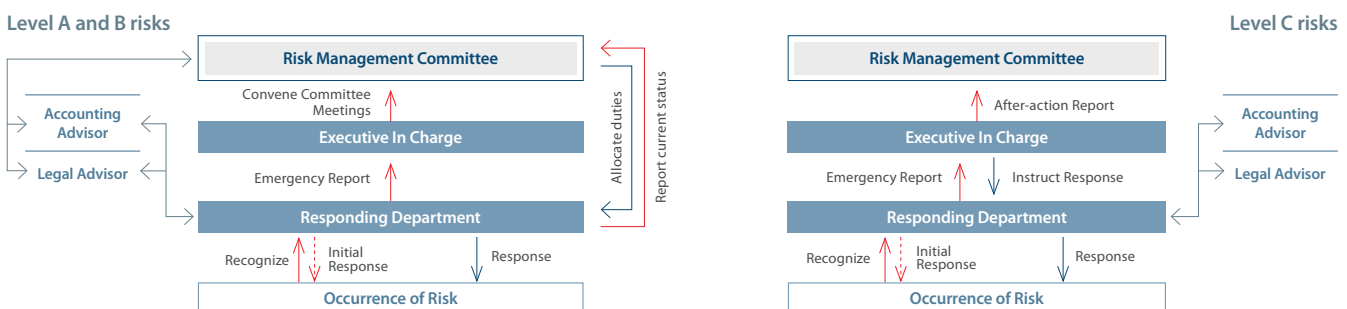 Level A and B risks
Risk Management Committee
Convene Committee
Meetings
Accounting
Advisor
Executive In Charge
Legal Advisor
Emergency Report
Allocate duties
Report current status
Responding Department
Recognize
Initial
Response
Response
Occurrence of Risk
Level C risks
Risk Management Committee
After-action Report
Accounting
Advisor
Executive In Charge
Emergency Report
Instruct Response
Legal Advisor
Responding Department
Recognize
Initial
Response
Response
Occurrence of Risk